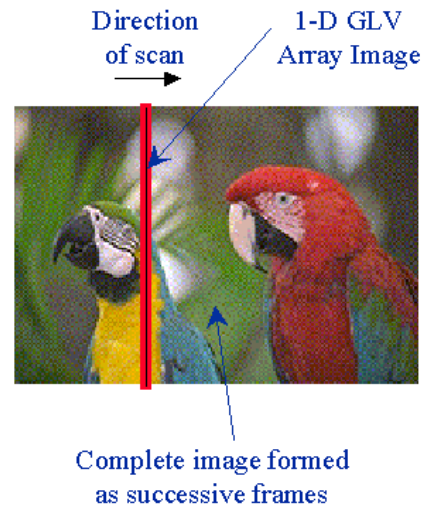 Direction
of scan
1-D GLV
Array Image
Complete image formed
as successive frames